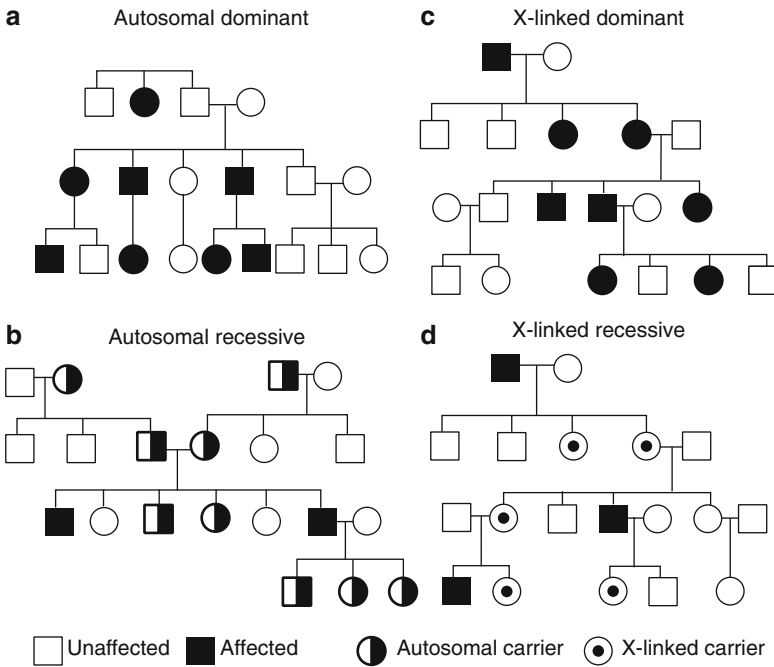 a Autosomal dominant
c X-linked dominant
b Autosomal recessive
d X-linked recessive
Unaffected Affected Autosomal carrier X-linked carrier